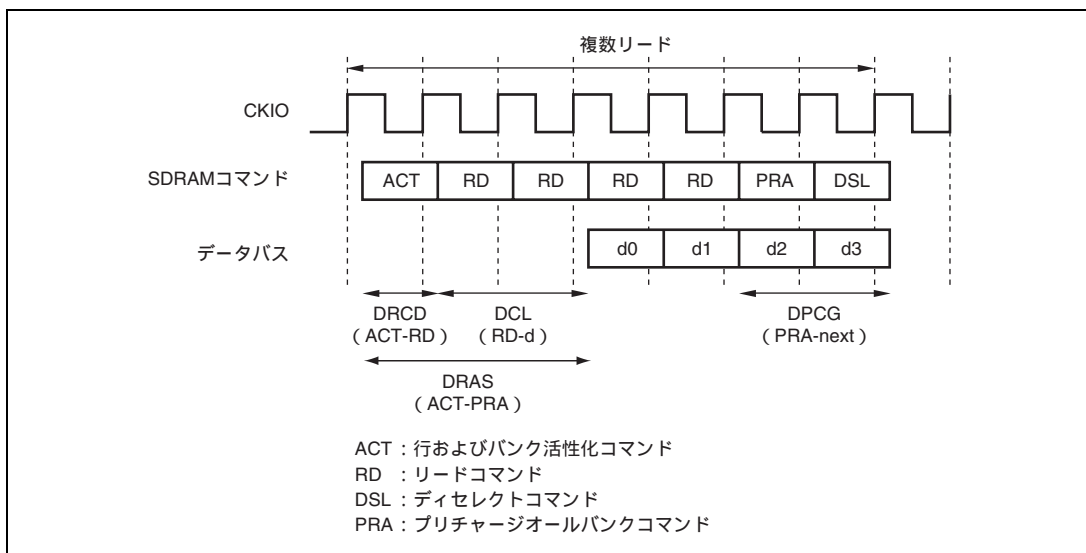 複数リード
CKIO
SDRAMコマンド ACT RD RD RD RD PRA DSL
データバス d0 d1 d2 d3
DRCD DCL DPCG
（ACT-RD） （RD-d） （PRA-next）
DRAS
（ACT-PRA）
ACT：行およびバンク活性化コマンド
RD ：リードコマンド
DSL：ディセレクトコマンド
PRA：プリチャージオールバンクコマンド